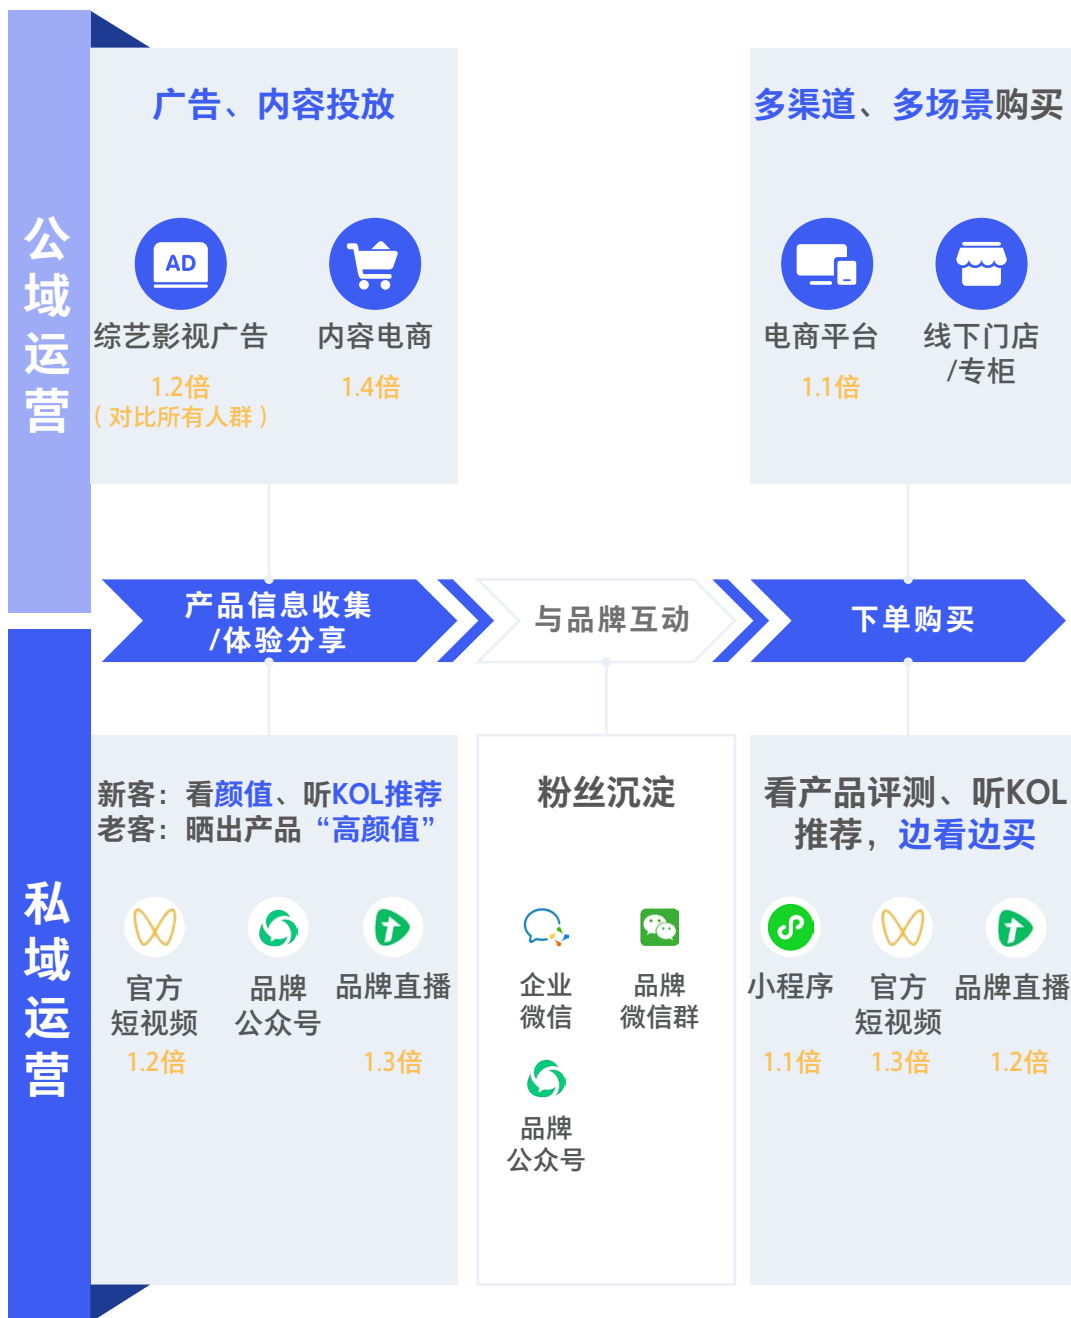 公域运营
广告、内容投放
AD
综艺影视广告
1.2倍
(对比所有人群)
内容电商
1.4倍
多渠道、多场景购买
电商平台
1.1倍
线下门店
/专柜
产品信息收集
/体验分享
与品牌互动
下单购买
私域运营
新客：看颜值、听KOL推荐
老客：晒出产品“高颜值”
官方
短视频
1.2倍
品牌
公众号
品牌直播
1.3倍
粉丝沉淀
企业
微信
品牌
微信群
品牌
公众号
看产品评测、听KOL
推荐，边看边买
小程序
1.1倍
官方
短视频
1.3倍
品牌直播
1.2倍